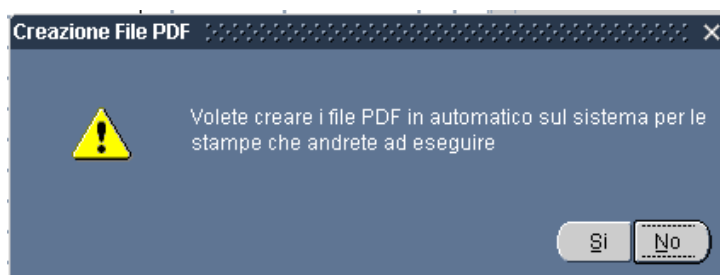 Creazione File PDF
Volete creare i file PDF in automatico sul sistema per le
stampe che andrete ad eseguire
Si No